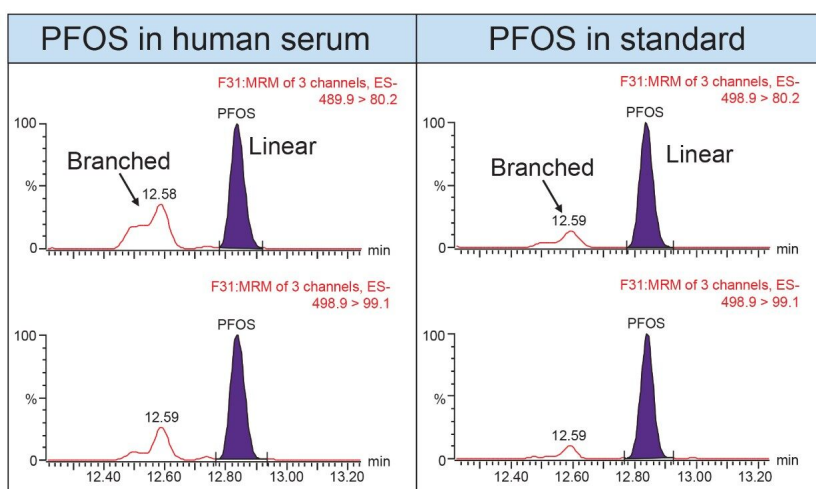 PFOS in human serum
PFOS in standard
F31:MRM of 3 channels, ES-
489.9 > 80.2
PFOS
100
Linear
Branched
12.58
%
0
min
F31:MRM of 3 channels, ES-
498.9 > 80.2
PFOS
100
Linear
Branched
12.59
%
0
min
F31:MRM of 3 channels, ES-
498.9 > 99.1
PFOS
100
12.59
%
0
min
12.40 12.60 12.80 13.00 13.20
F31:MRM of 3 channels, ES-
498.9 > 99.1
PFOS
100
12.59
%
0
min
12.40 12.60 12.80 13.00 13.20